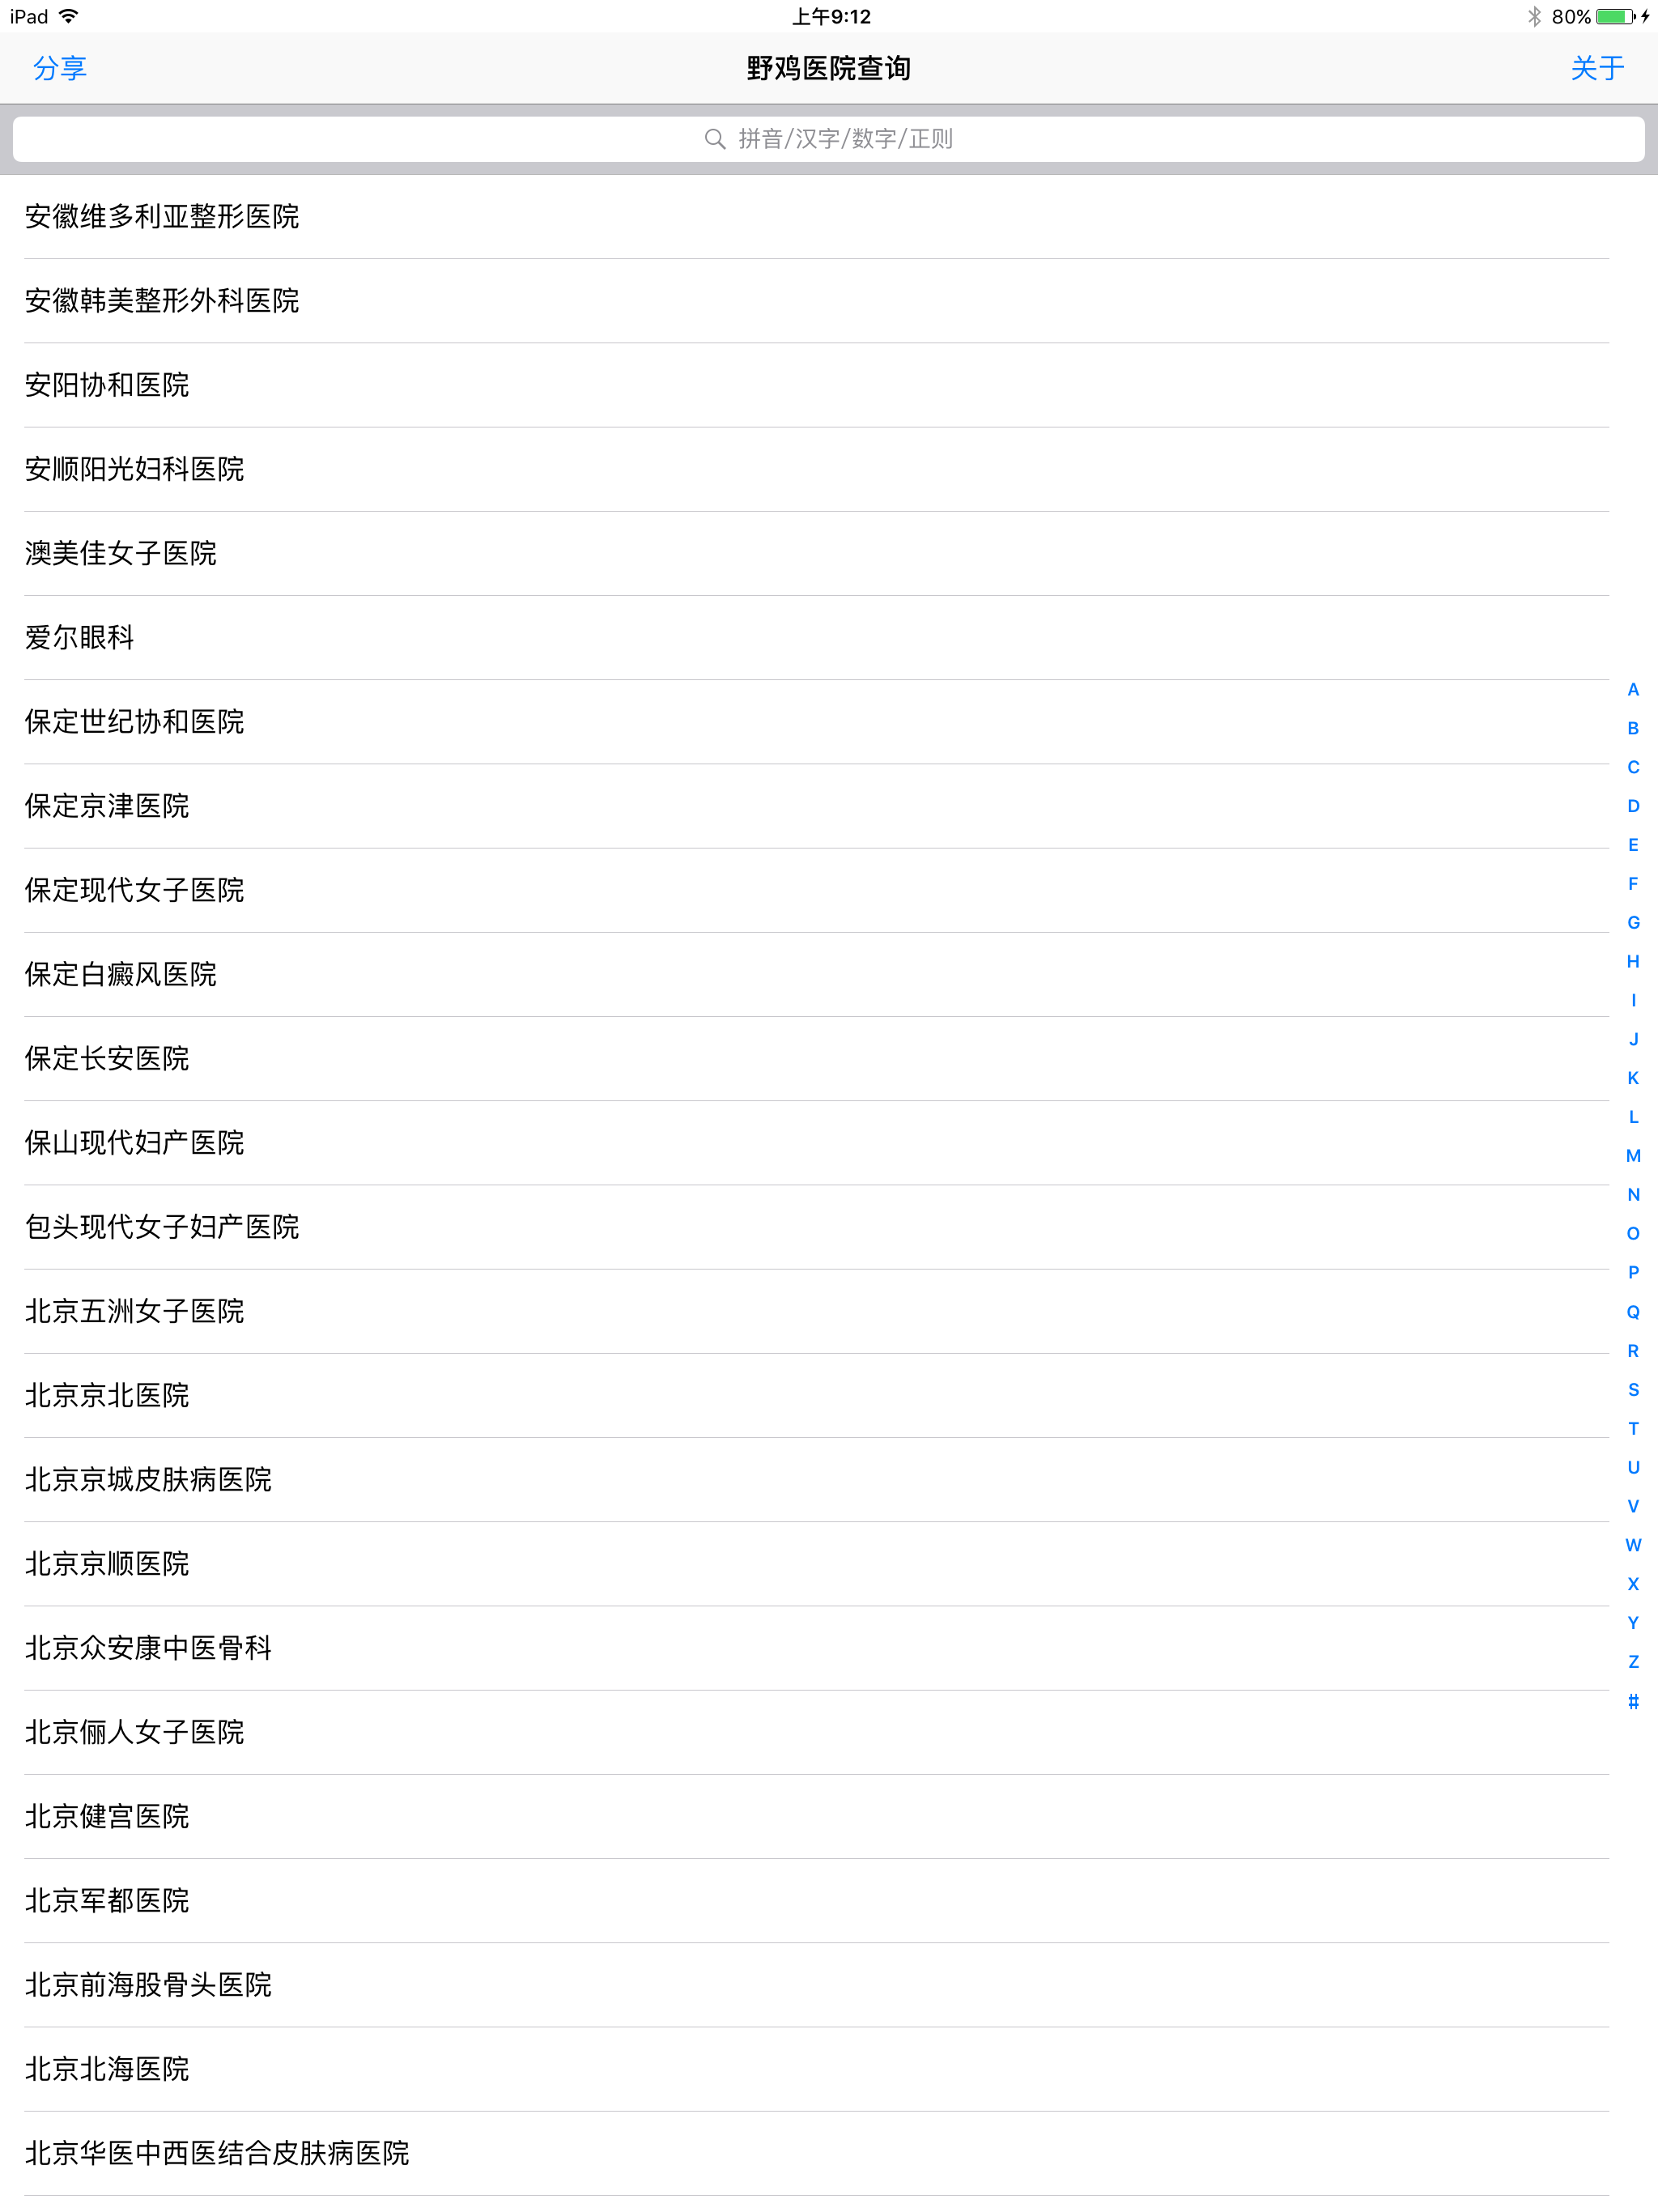 iPad
上午9:12
80%
分享
野鸡医院查询
关于
拼音/汉字/数字/正则
安徽维多利亚整形医院
安徽韩美整形外科医院
安阳协和医院
安顺阳光妇科医院
澳美佳女子医院
爱尔眼科
保定世纪协和医院
保定京津医院
保定现代女子医院
保定白癜风医院
保定长安医院
保山现代妇产医院
包头现代女子妇产医院
北京五洲女子医院
北京京北医院
北京京城皮肤病医院
北京京顺医院
北京众安康中医骨科
北京俪人女子医院
北京健宫医院
北京军都医院
北京前海股骨头医院
北京北海医院
北京华医中西医结合皮肤病医院
A
B
C
D
E
F
G
H
I
J
K
L
M
N
O
P
Q
R
S
T
U
V
W
X
Y
Z
#